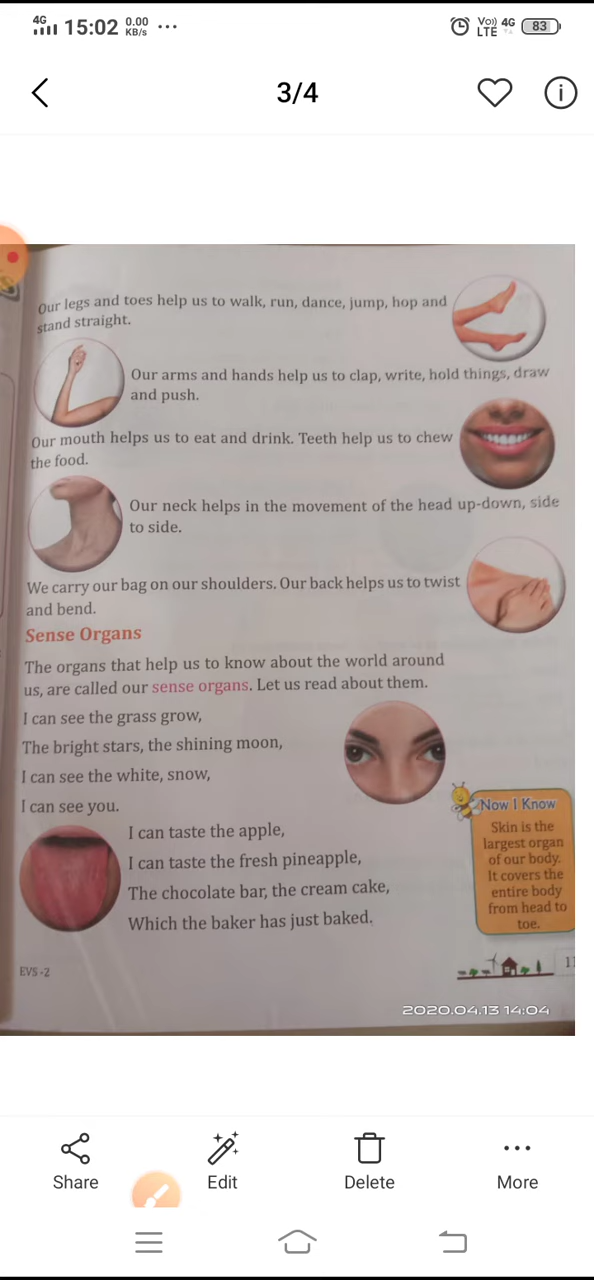 4G 15:02 0.00 KB/s ... Vo)) LTE 4G 83
3/4
Our legs and toes help us to walk, run, dance, jump, hop and
stand straight.
Our arms and hands help us to clap, write, hold things, draw
and push.
Our mouth helps us to eat and drink. Teeth help us to chew
the food.
Our neck helps in the movement of the head up-down, side
to side.
We carry our bag on our shoulders. Our back helps us to twist
and bend.
Sense Organs
The organs that help us to know about the world around
us, are called our sense organs. Let us read about them.
I can see the grass grow,
The bright stars, the shining moon,
I can see the white, snow,
I can see you.
I can taste the apple,
I can taste the fresh pineapple,
The chocolate bar, the cream cake,
Which the baker has just baked.
Now I Know
Skin is the
largest organ
of our body.
It covers the
entire body
from head to
toe.
EVS -2
2020.04.13 14:04
Share Edit Delete More